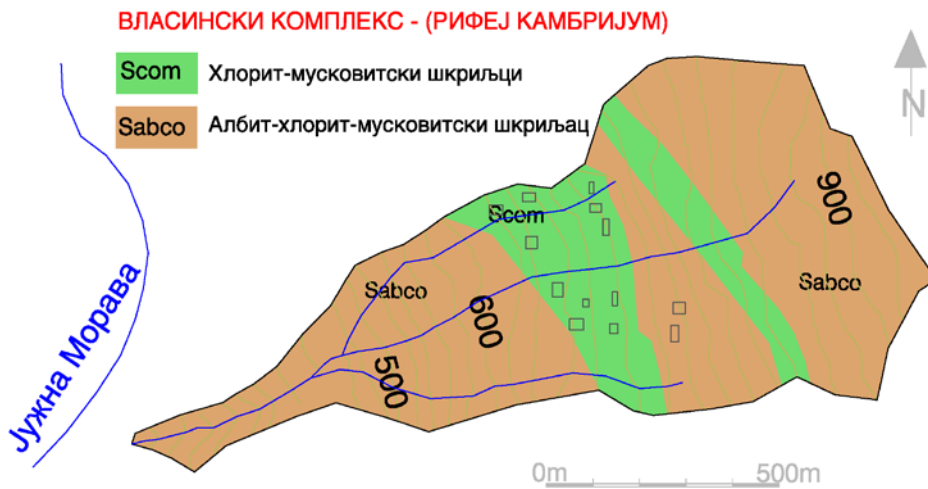 ВЛАСИНСКИ КОМПЛЕКС - (РИФЕЈ КАМБРИЈУМ)
Scom Хлорит-мусковитски шкриљци
Sabco Албит-хлорит-мусковитски шкриљац
N
900
Scom
Sabco
Sabco
600
500
Јужна Морава
0m 500m